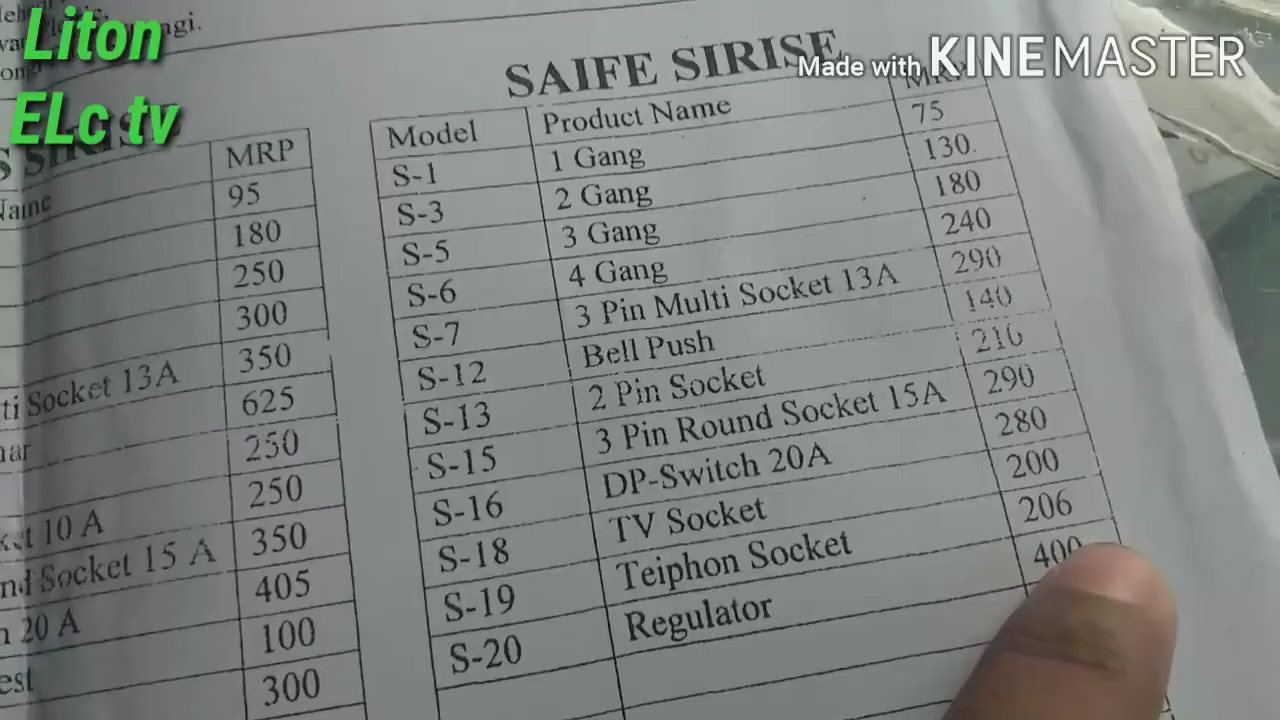 Liton
ELc tv
Made with KINEMASTER
MRP
95
180
250
300
Socket 13A 350
625
250
10 A 250
Socket 15 A 350
20 A 405
100
300
SAIFE SIRISE
Model Product Name MRP
S-1 1 Gang 75
S-3 2 Gang 130
S-5 3 Gang 180
S-6 4 Gang 240
S-7 3 Pin Multi Socket 13A 290
S-12 Bell Push 140
S-13 2 Pin Socket 210
S-15 3 Pin Round Socket 15A 290
S-16 DP-Switch 20A 280
S-18 TV Socket 200
S-19 Teiphon Socket 206
S-20 Regulator 400